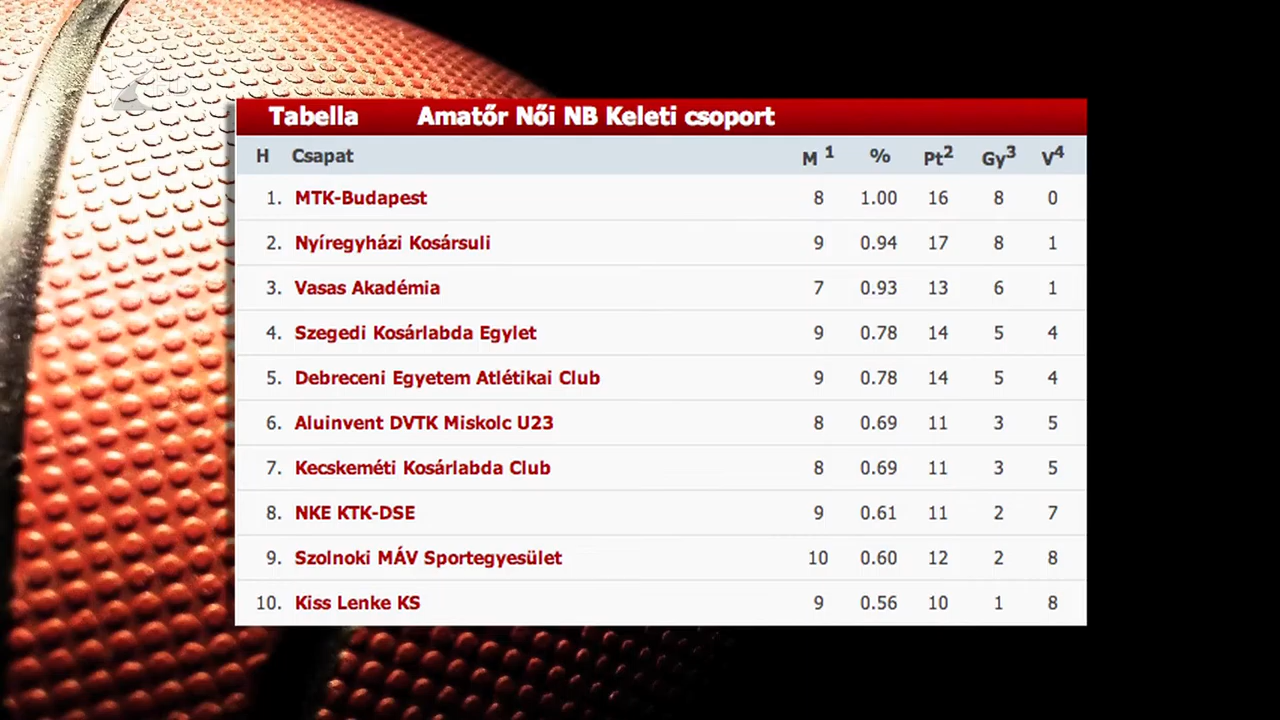 Tabella Amatőr Női NB Keleti csoport
H Csapat M 1 % Pt2 Gy3 V4
1. MTK-Budapest 8 1.00 16 8 0
2. Nyíregyházi Kosársuli 9 0.94 17 8 1
3. Vasas Akadémia 7 0.93 13 6 1
4. Szegedi Kosárlabda Egylet 9 0.78 14 5 4
5. Debreceni Egyetem Atlétikai Club 9 0.78 14 5 4
6. Aluinvent DVTK Miskolc U23 8 0.69 11 3 5
7. Kecskeméti Kosárlabda Club 8 0.69 11 3 5
8. NKE KTK-DSE 9 0.61 11 2 7
9. Szolnoki MÁV Sportegyesület 10 0.60 12 2 8
10. Kiss Lenke KS 9 0.56 10 1 8